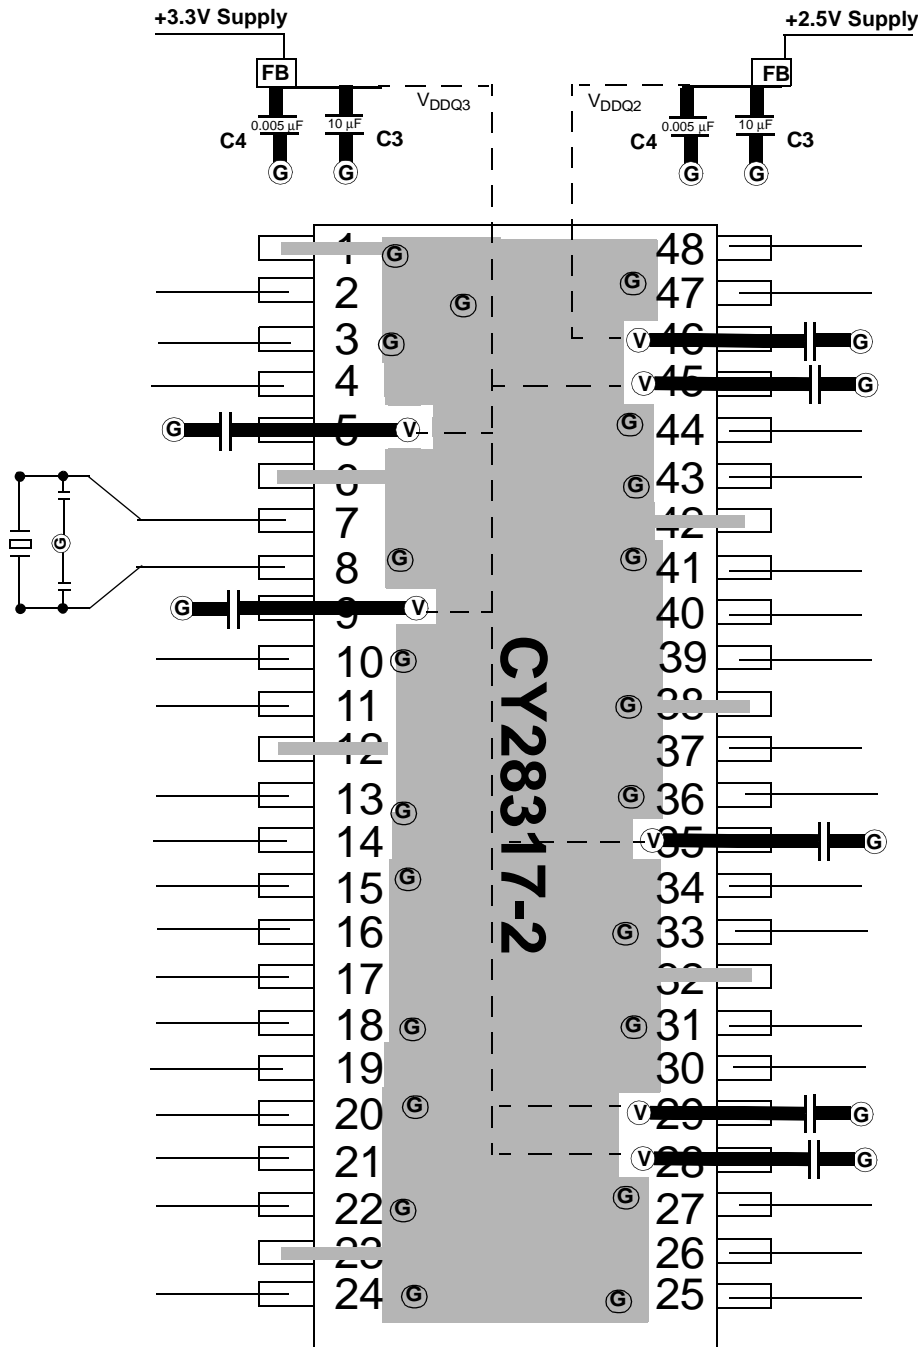 +3.3V Supply
+2.5V Supply
FB
FB
VDDQ3
VDDQ2
0.005 µF
10 µF
C4
C3
0.005 µF
10 µF
C4
C3
G
G
G
G
1
G
48
2
G
G
47
3
G
V
46
G
4
V
45
G
G
5
V
G
44
6
G
43
7
42
G
8
G
G
41
G
9
V
40
10
G
39
11
G
38
12
37
13
G
G
36
14
V
35
G
15
G
34
16
G
33
17
32
18
G
G
31
19
30
20
G
V
29
G
21
V
28
G
22
G
G
27
23
26
24
G
G
25
CY28317-2